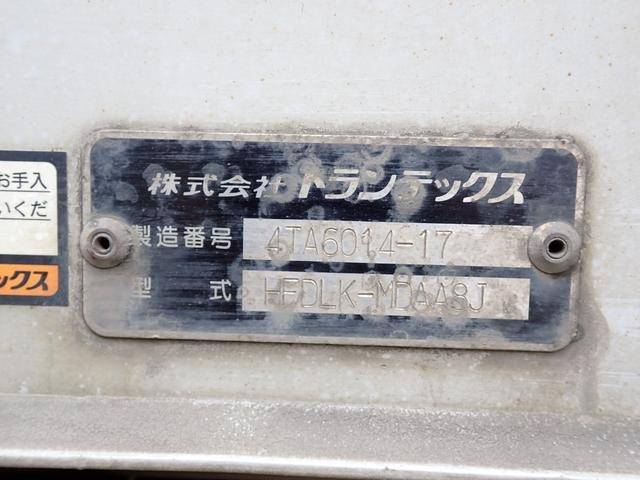 お手入
いくだ
ックス
株式会社 トランテックス
製造番号 4TA6014-17
型 式 HFDLK-MDAA8J